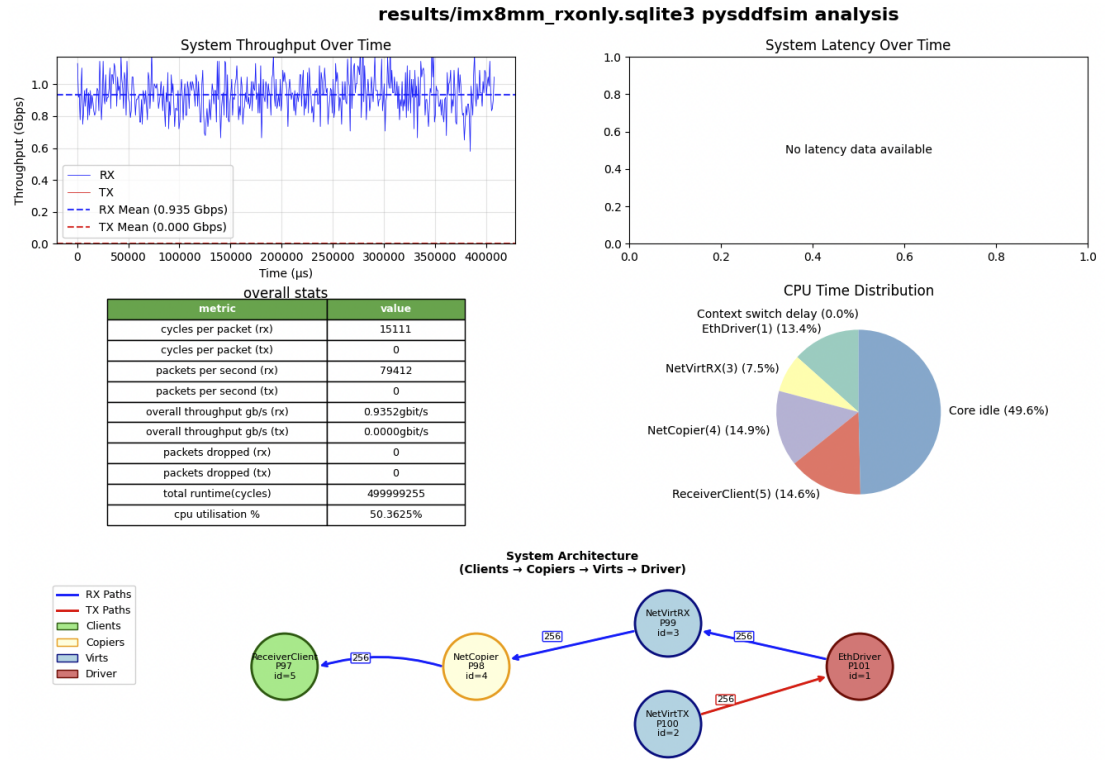 results/imx8mm_rxonly.sqlite3 pysddfsim analysis
System Throughput Over Time
Throughput (Gbps)
1.0
0.8
0.6
0.4
0.2
0.0
RX
TX
RX Mean (0.935 Gbps)
TX Mean (0.000 Gbps)
0 50000 100000 150000 200000 250000 300000 350000 400000
Time (µs)
System Latency Over Time
1.0
0.8
0.6
0.4
0.2
0.0
No latency data available
0.0 0.2 0.4 0.6 0.8 1.0
overall stats
metric value
cycles per packet (rx) 15111
cycles per packet (tx) 0
packets per second (rx) 79412
packets per second (tx) 0
overall throughput gb/s (rx) 0.9352gbit/s
overall throughput gb/s (tx) 0.0000gbit/s
packets dropped (rx) 0
packets dropped (tx) 0
total runtime(cycles) 499999255
cpu utilisation % 50.3625%
CPU Time Distribution
Context switch delay (0.0%)
EthDriver(1) (13.4%)
NetVirtRX(3) (7.5%)
NetCopier(4) (14.9%)
ReceiverClient(5) (14.6%)
Core idle (49.6%)
System Architecture
(Clients → Copiers → Virts → Driver)
RX Paths
TX Paths
Clients
Copiers
Virts
Driver
ReceiverClient
P97
id=5
256
NetCopier
P98
id=4
256
NetVirtRX
P99
id=3
256
EthDriver
P101
id=1
256
NetVirtTX
P100
id=2